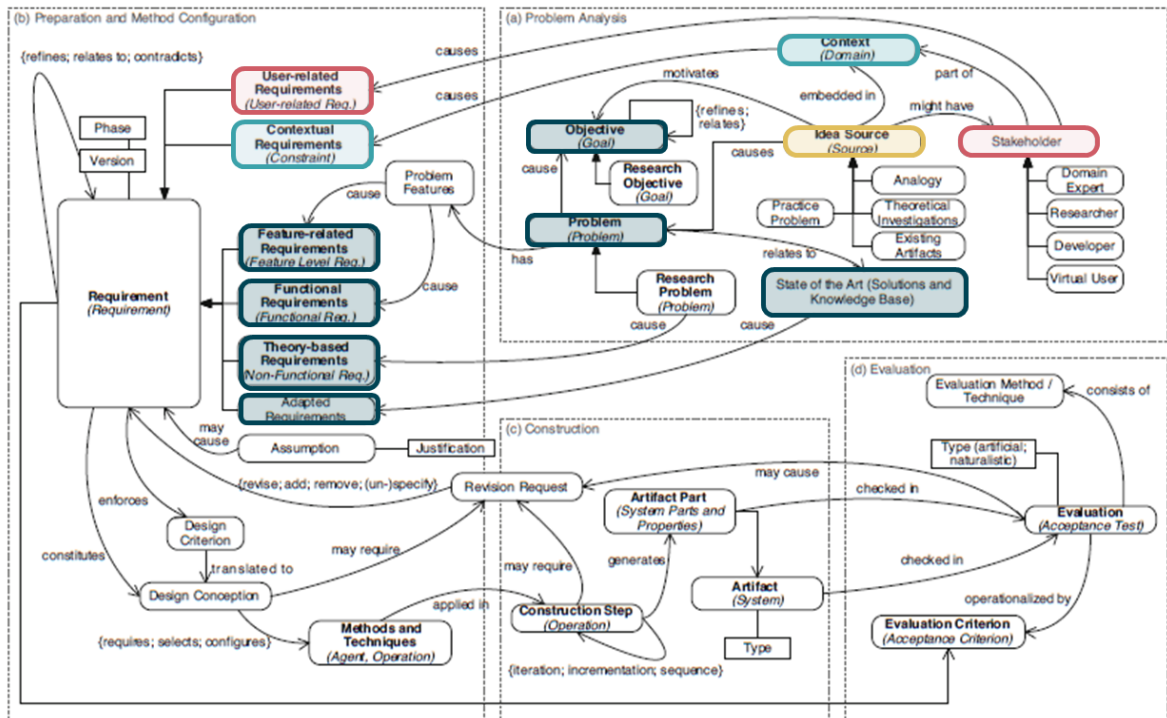 (b) Preparation and Method Configuration
{refines; relates to; contradicts}
User-related
Requirements
(User-related Req.)
Contextual
Requirements
(Constraint)
Phase
Version
Problem
Features
cause
Feature-related
Requirements
(Feature Level Req.)
Requirement
(Requirement)
Functional
Requirements
(Functional Req.)
cause
Theory-based
Requirements
(Non-Functional Req.)
Adapted
Requirements
may
cause
Assumption
Justification
{revise; add; remove; (un-)specify}
enforces
Design
Criterion
constitutes
translated to
may require
Design Conception
{requires; selects; configures}
Methods and
Techniques
(Agent, Operation)
applied in
(a) Problem Analysis
causes
causes
Context
(Domain)
motivates
part of
embedded in
might have
Objective
(Goal)
{refines;
relates}
Idea Source
(Source)
Stakeholder
cause
causes
Research
Objective
(Goal)
Analogy
Practice
Problem
Theoretical
Investigations
Existing
Artifacts
Domain
Expert
Researcher
Developer
Virtual User
Problem
(Problem)
has
relates to
Research
Problem
(Problem)
State of the Art (Solutions and
Knowledge Base)
cause
cause
(c) Construction
Revision Request
may cause
Artifact Part
(System Parts and
Properties)
checked in
may require
generates
Construction Step
(Operation)
Artifact
(System)
Type
checked in
{iteration; incrementation; sequence}
(d) Evaluation
Evaluation Method /
Technique
consists of
Type (artificial;
naturalistic)
Evaluation
(Acceptance Test)
operationalized by
Evaluation Criterion
(Acceptance Criterion)